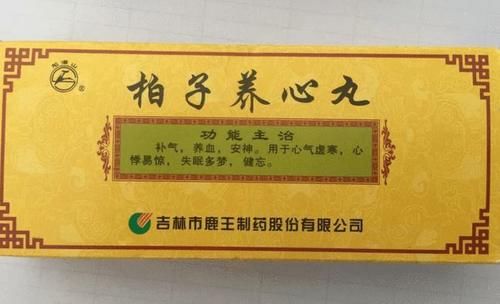 柏子养心丸
功能主治
补气，养血，安神。用于心气虚寒，心
悸易惊，失眠多梦，健忘。
吉林市鹿王制药股份有限公司